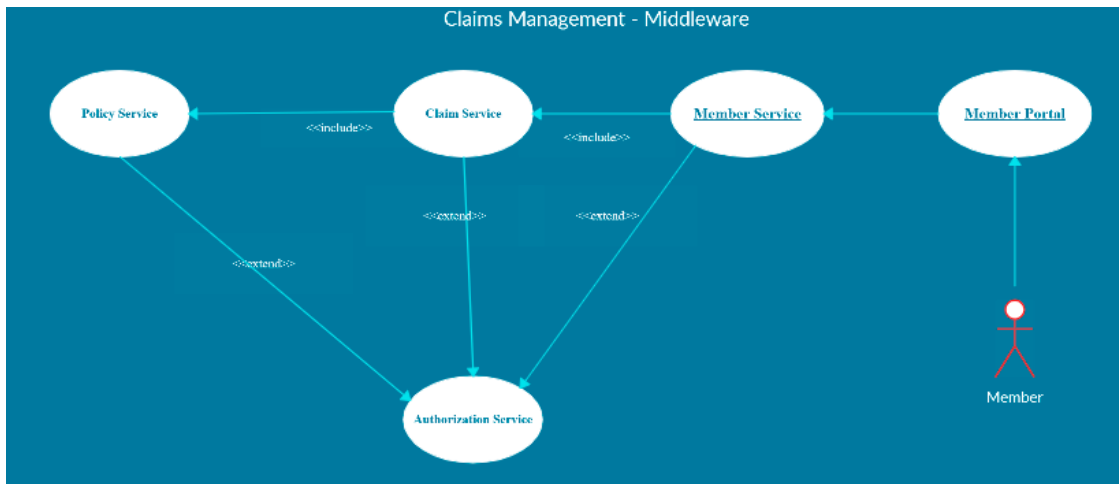 Claims Management - Middleware
Policy Service
Claim Service
Member Service
Member Portal
<<include>>
<<include>>
<<extend>>
<<extend>>
<<extend>>
Member
Authorization Service